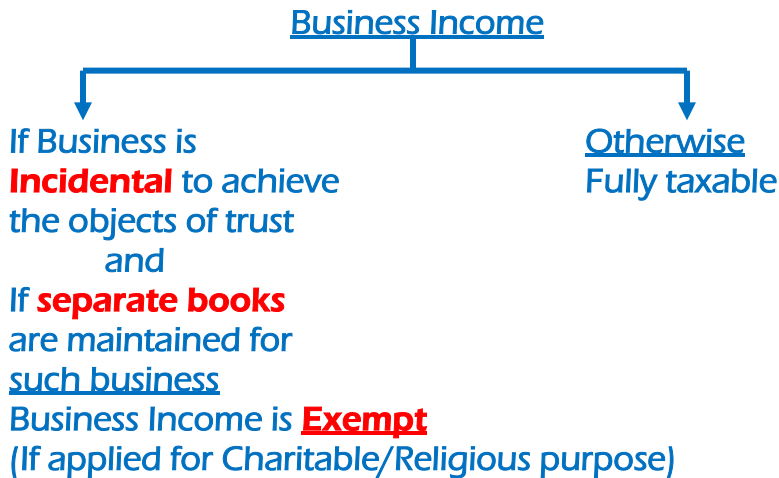 Business Income
If Business is
Incidental to achieve
the objects of trust
and
If separate books
are maintained for
such business
Business Income is Exempt
(If applied for Charitable/Religious purpose)
Otherwise
Fully taxable